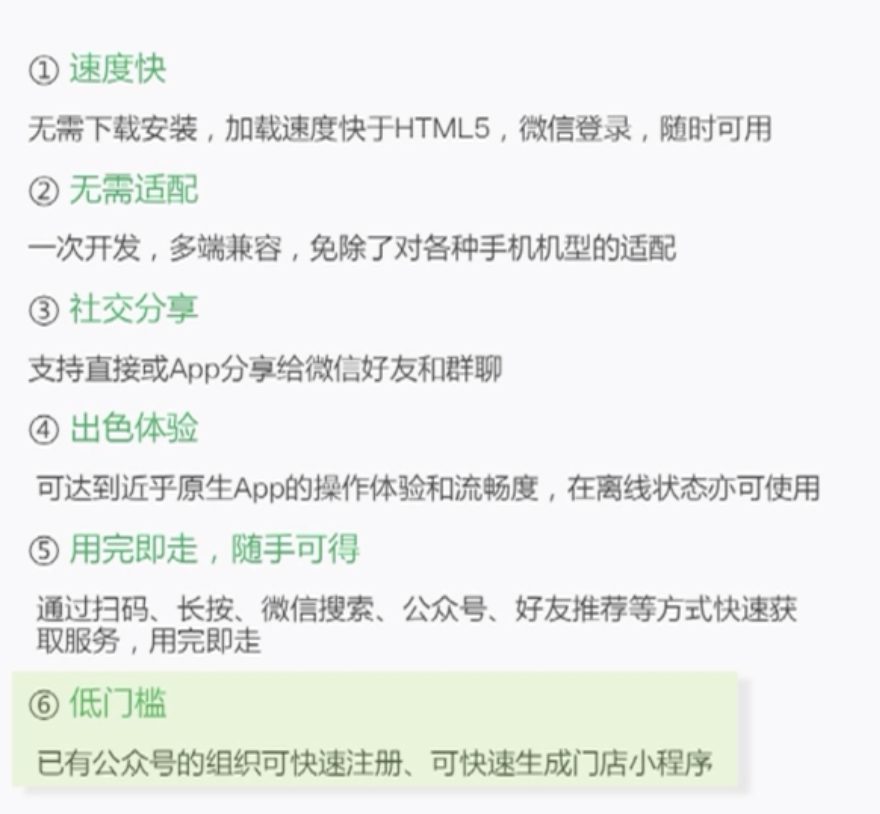 ① 速度快
无需下载安装，加载速度快于HTML5，微信登录，随时可用
② 无需适配
一次开发，多端兼容，免除了对各种手机机型的适配
③ 社交分享
支持直接或App分享给微信好友和群聊
④ 出色体验
可达到近乎原生App的操作体验和流畅度，在离线状态亦可使用
⑤ 用完即走，随手可得
通过扫码、长按、微信搜索、公众号、好友推荐等方式快速获
取服务，用完即走
⑥ 低门槛
已有公众号的组织可快速注册、可快速生成门店小程序